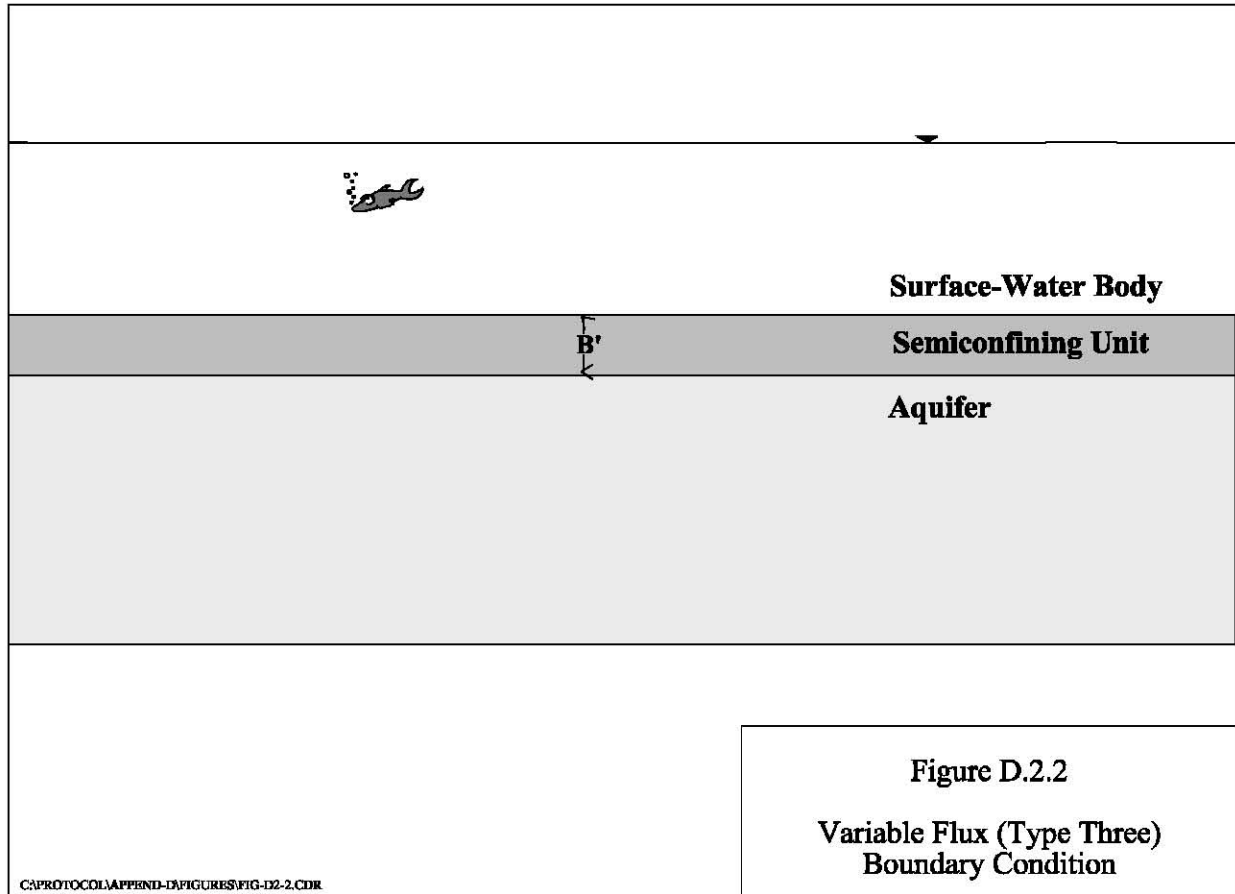 Surface-Water Body
B'
Semiconfining Unit
Aquifer
Figure D.2.2
Variable Flux (Type Three)
Boundary Condition
C:\PROTOCOL\APPEND-D\FIGURES\FIG-D2-2.CDR